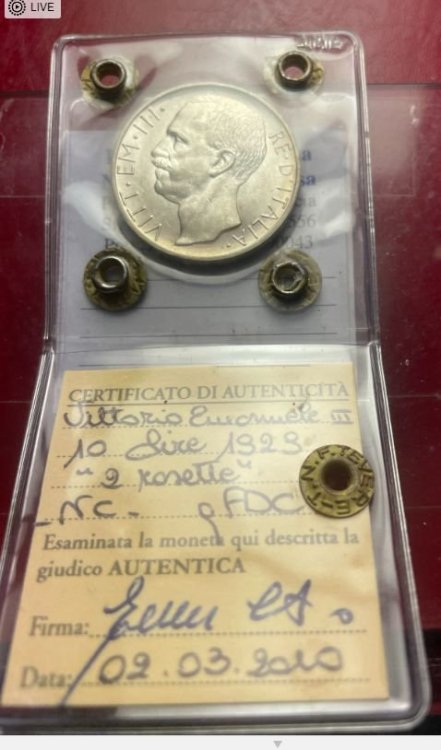 LIVE
VITT·EM·III· RE·D'ITALIA·
CERTIFICATO DI AUTENTICITÀ
Vittorio Emanuele III
10 Lire 1929
"2 rosette"
- NC - qFDC
Esaminata la moneta qui descritta la
giudico AUTENTICA
Firma:
Data: 02.03.2010